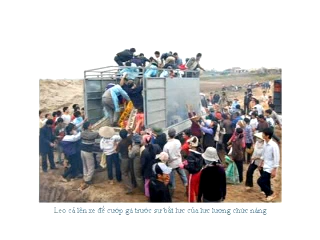 Leo cả lên xe để cướp gà trước sự bất lực của lực lượng chức năng